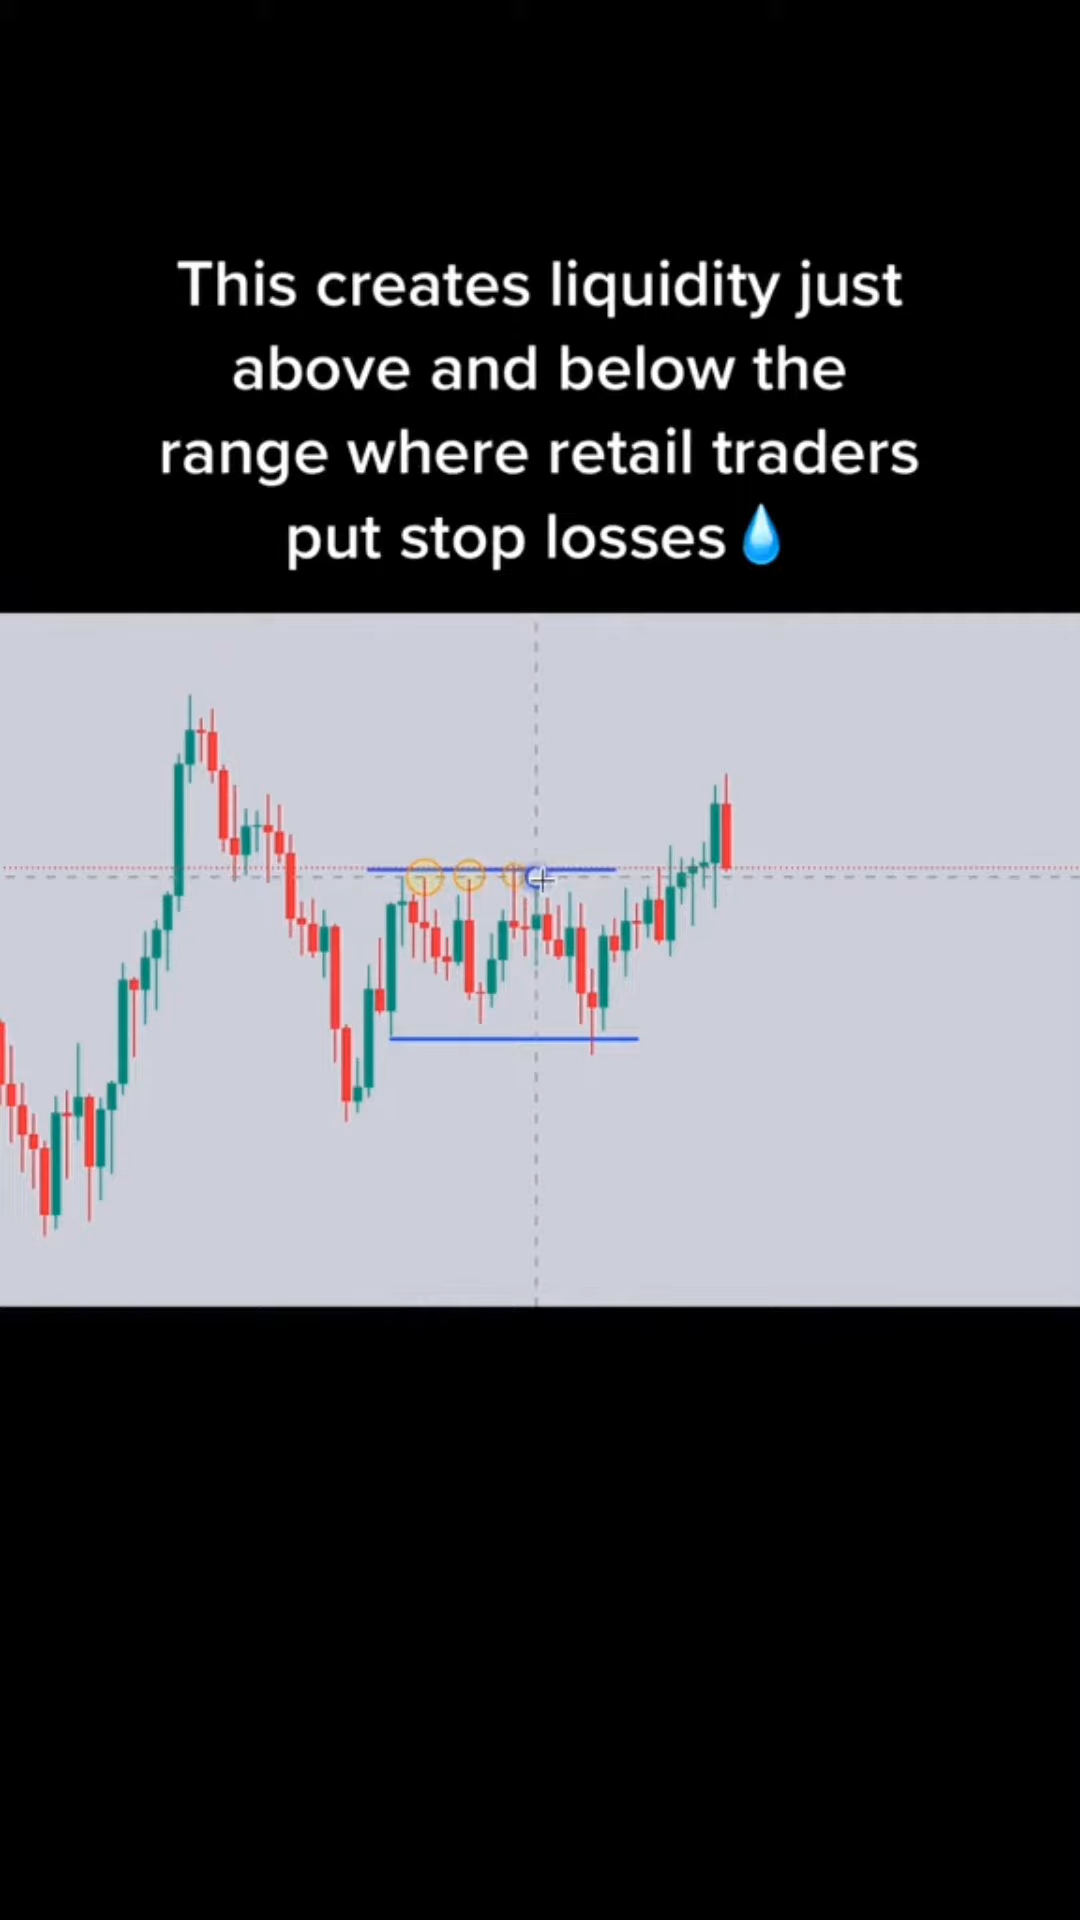 This creates liquidity just
above and below the
range where retail traders
put stop losses💧